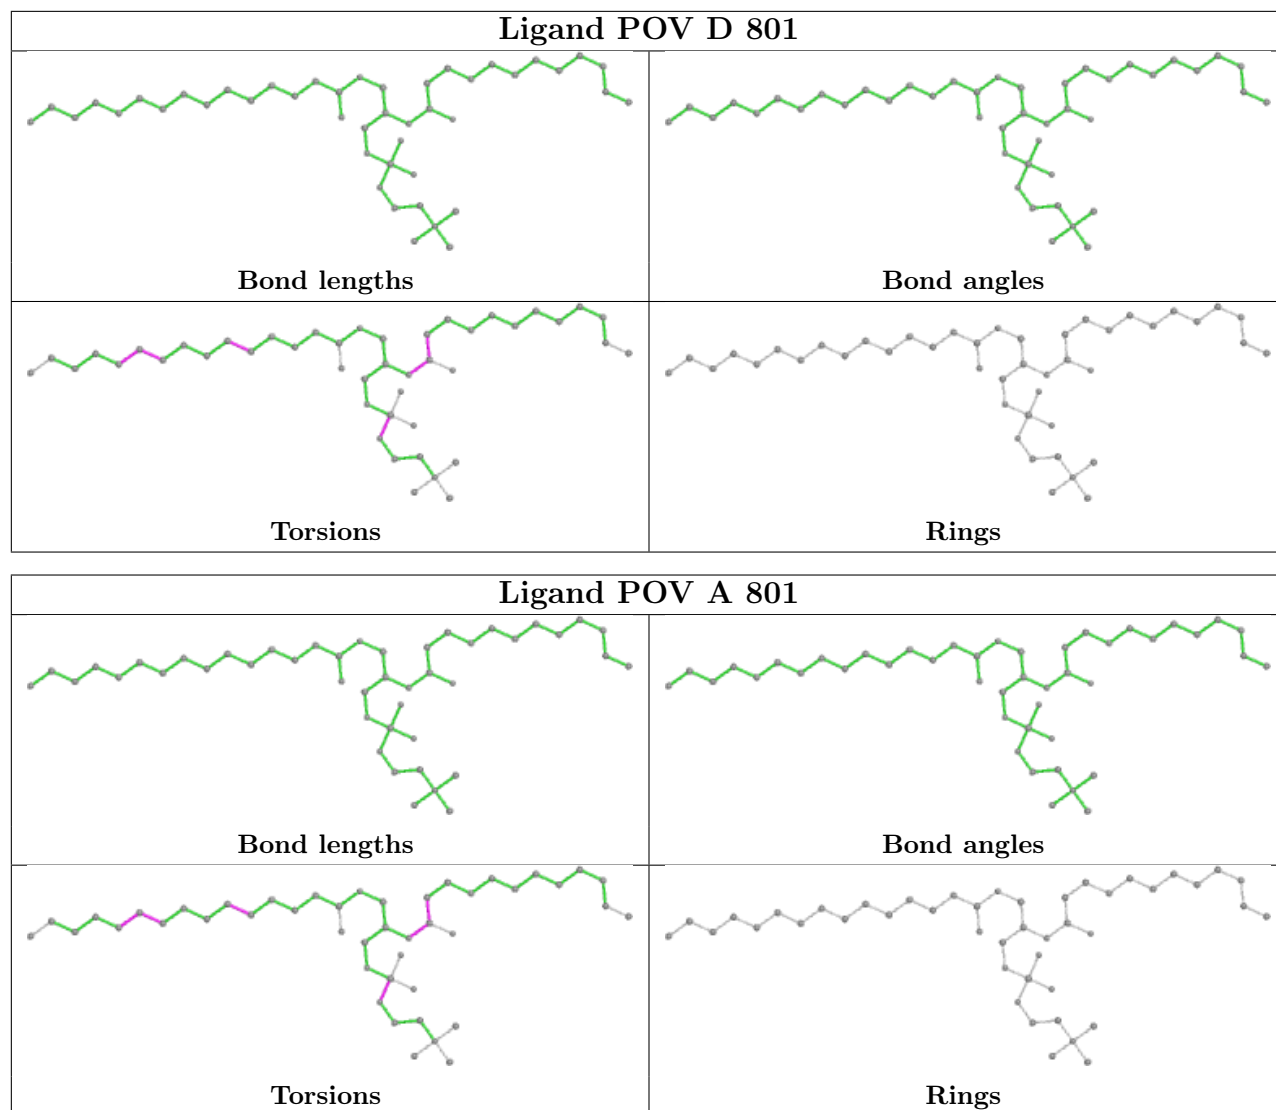 Ligand POV D 801
Bond lengths
Bond angles
Torsions
Rings
Ligand POV A 801
Bond lengths
Bond angles
Torsions
Rings